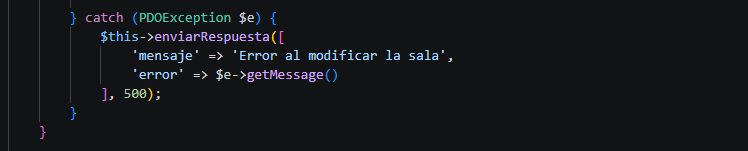 } catch (PDOException $e) {
$this->enviarRespuesta([
'mensaje' => 'Error al modificar la sala',
'error' => $e->getMessage()
], 500);
}
}